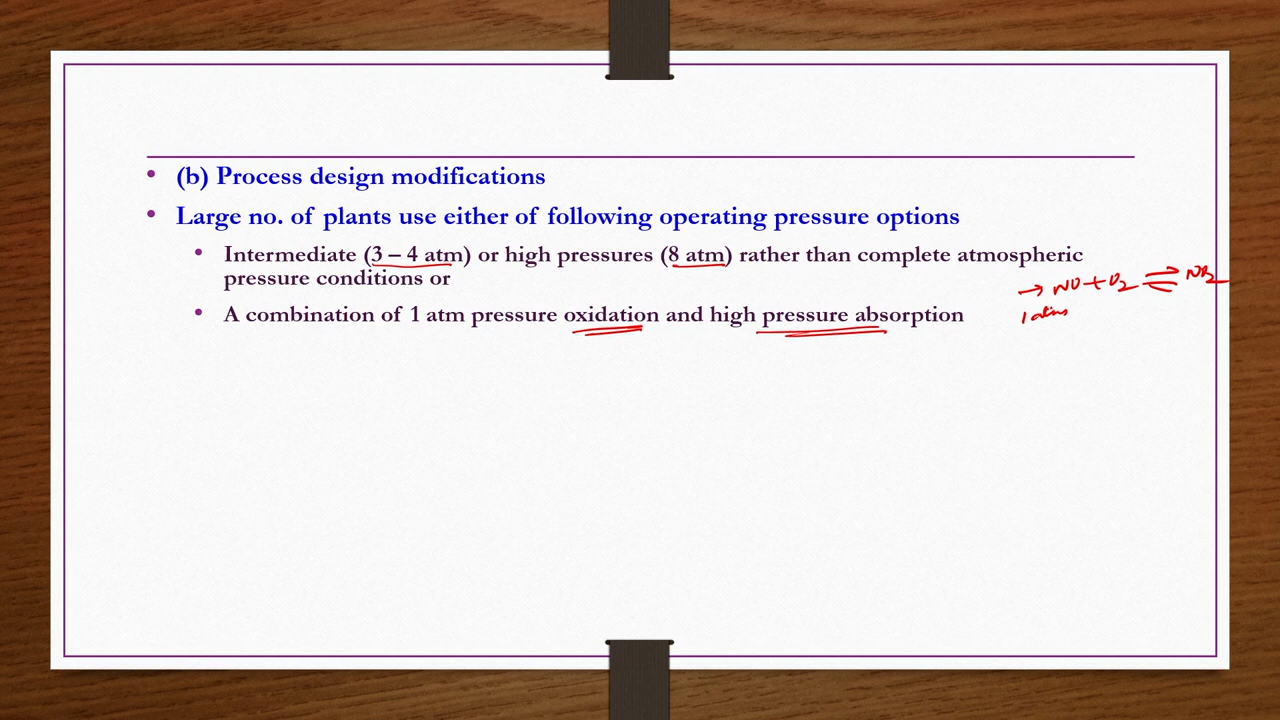 (b) Process design modifications
Large no. of plants use either of following operating pressure options
Intermediate (3 – 4 atm) or high pressures (8 atm) rather than complete atmospheric
pressure conditions or
→ NO + O2 ⇌ NO2
A combination of 1 atm pressure oxidation and high pressure absorption
1 atm